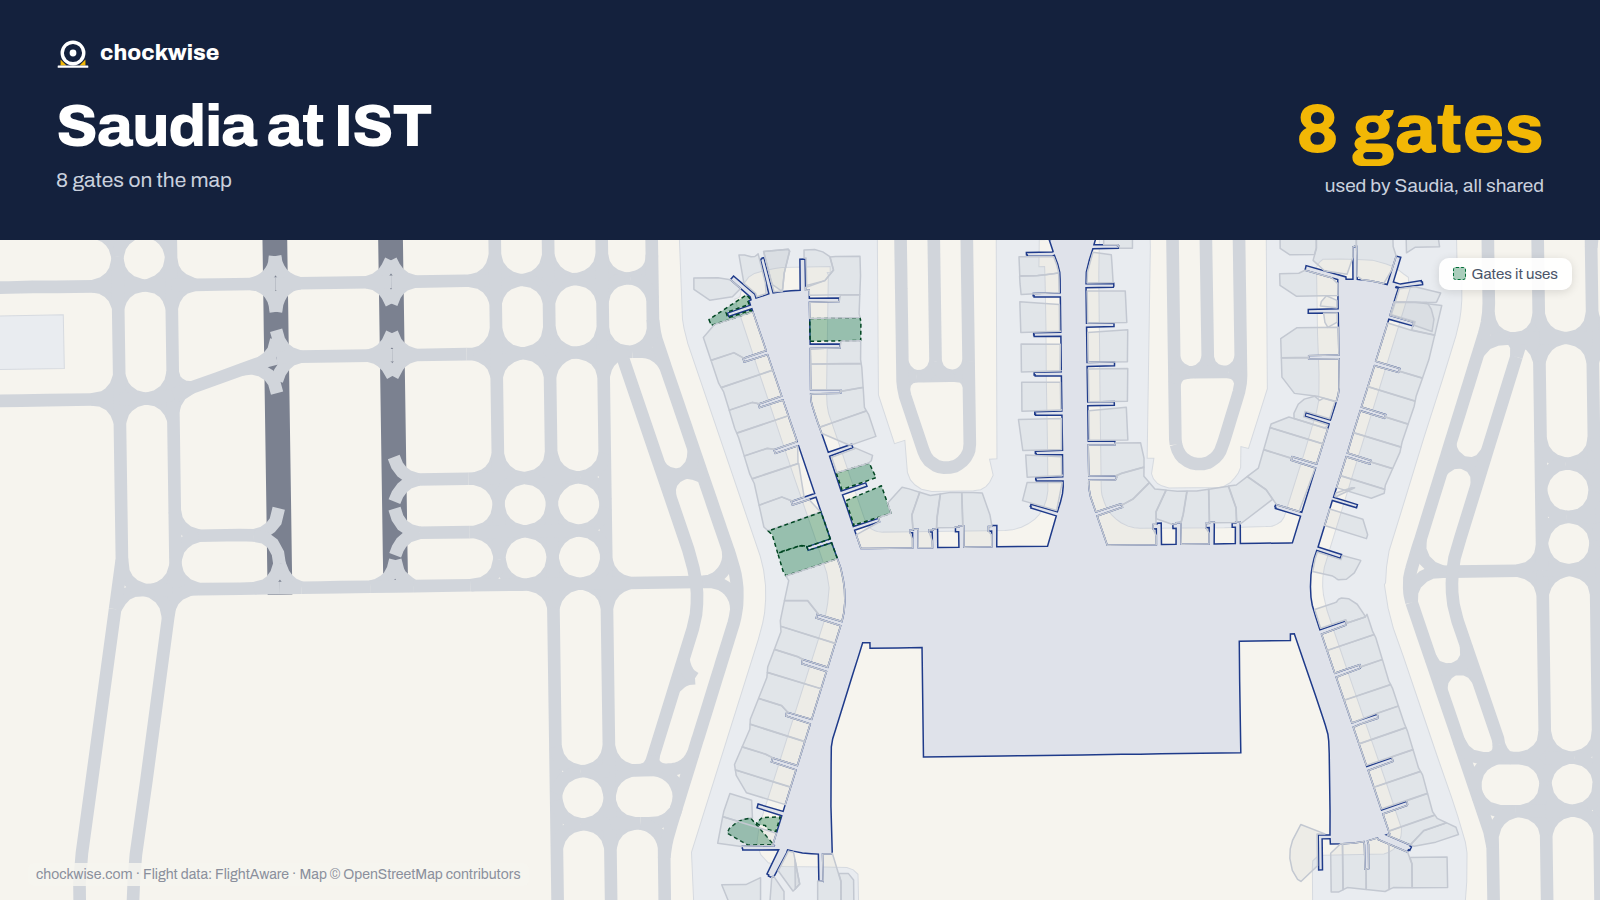 chockwise
Saudia at IST
8 gates on the map
8 gates
used by Saudia, all shared
Gates it uses
chockwise.com · Flight data: FlightAware · Map © OpenStreetMap contributors